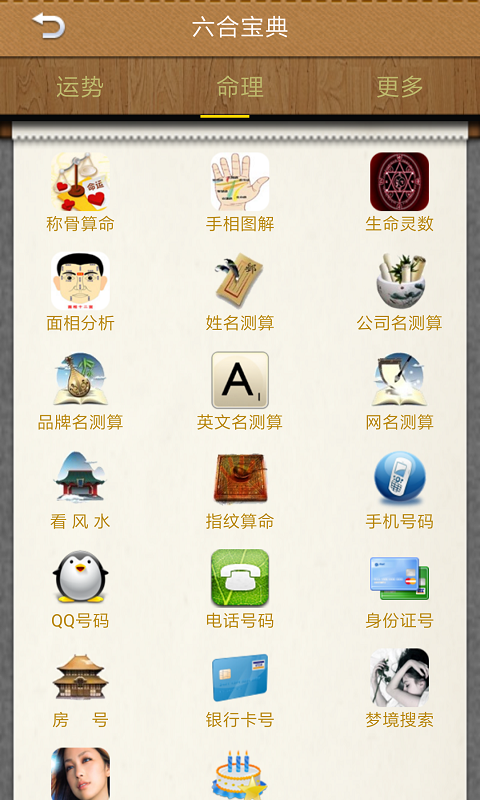 六合宝典
运势 命理 更多
命运
称骨算命 手相图解 生命灵数
面相分析 姓名测算 公司名测算
A
品牌名测算 英文名测算 网名测算
看 风 水 指纹算命 手机号码
QQ号码 电话号码 身份证号
房 号 银行卡号 梦境搜索